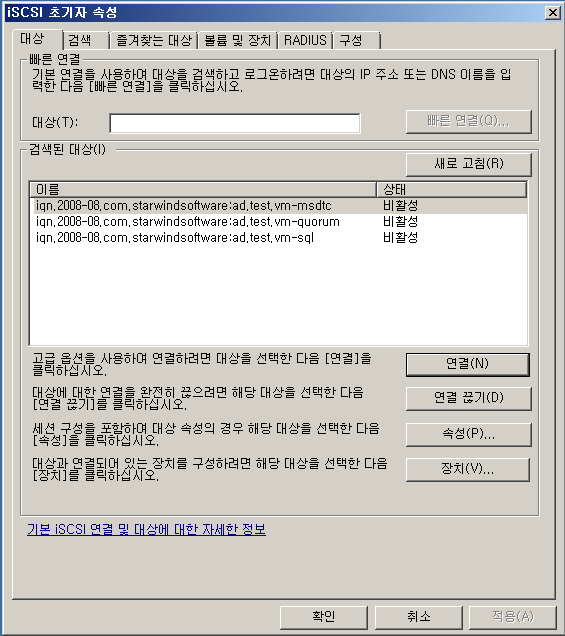 iSCSI 초기자 속성
대상 검색 즐겨찾는 대상 볼륨 및 장치 RADIUS 구성
빠른 연결
기본 연결을 사용하여 대상을 검색하고 로그온하려면 대상의 IP 주소 또는 DNS 이름을 입
력한 다음 [빠른 연결]을 클릭하십시오.
대상(T): 빠른 연결(Q)...
검색된 대상(I)
새로 고침(R)
이름 상태
iqn.2008-08.com.starwindsoftware:ad.test.vm-msdtc 비활성
iqn.2008-08.com.starwindsoftware:ad.test.vm-quorum 비활성
iqn.2008-08.com.starwindsoftware:ad.test.vm-sql 비활성
고급 옵션을 사용하여 연결하려면 대상을 선택한 다음 [연결]을
클릭하십시오.
연결(N)
대상에 대한 연결을 완전히 끊으려면 해당 대상을 선택한 다음
[연결 끊기]를 클릭하십시오.
연결 끊기(D)
세션 구성을 포함하여 대상 속성의 경우 해당 대상을 선택한 다음
[속성]을 클릭하십시오.
속성(P)...
대상과 연결되어 있는 장치를 구성하려면 해당 대상을 선택한 다음
[장치]를 클릭하십시오.
장치(V)...
기본 iSCSI 연결 및 대상에 대한 자세한 정보
확인 취소 적용(A)